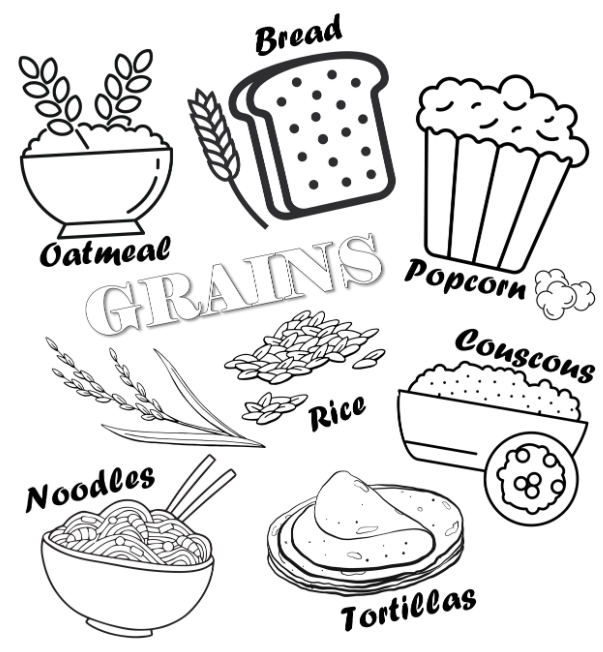 Bread
Oatmeal
Popcorn
GRAINS
Couscous
Rice
Noodles
Tortillas